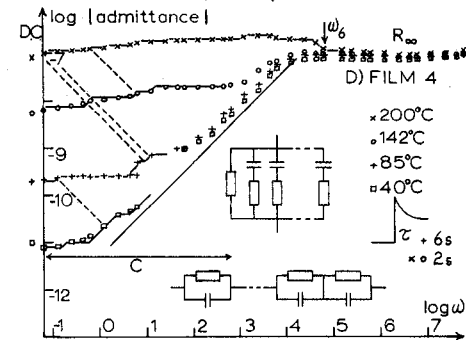 log |admittance|
DC
ω₆
R∞
-7
D) FILM 4
× 200°C
○ 142°C
+ 85°C
□ 40°C
-9
-10
τ + 6s
× ○ 2s
C
-12
log ω
-1 0 1 2 3 4 5 6 7